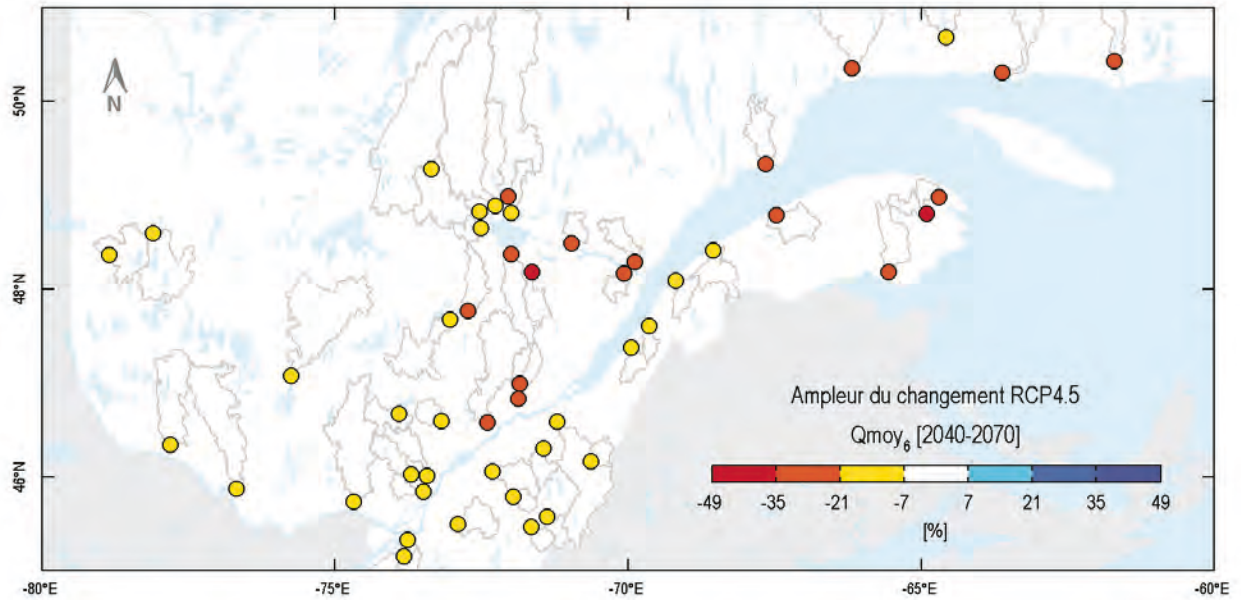 N
50°N
48°N
46°N
Ampleur du changement RCP4.5
Qmoy₆ [2040-2070]
-49 -35 -21 -7 7 21 35 49
[%]
-80°E -75°E -70°E -65°E -60°E